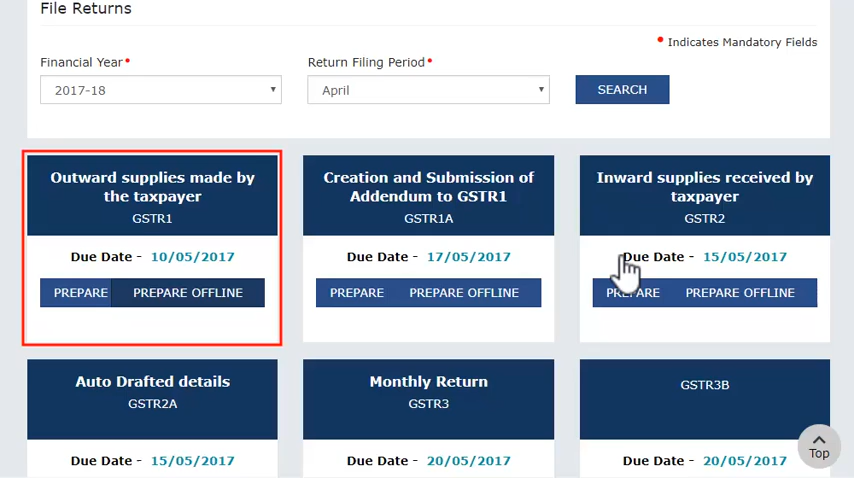 File Returns
• Indicates Mandatory Fields
Financial Year•
Return Filing Period•
2017-18
April
SEARCH
Outward supplies made by
the taxpayer
GSTR1
Due Date - 10/05/2017
PREPARE
PREPARE OFFLINE
Creation and Submission of
Addendum to GSTR1
GSTR1A
Due Date - 17/05/2017
PREPARE
PREPARE OFFLINE
Inward supplies received by
taxpayer
GSTR2
Due Date - 15/05/2017
PREPARE
PREPARE OFFLINE
Auto Drafted details
GSTR2A
Due Date - 15/05/2017
Monthly Return
GSTR3
Due Date - 20/05/2017
GSTR3B
Due Date - 20/05/2017
Top